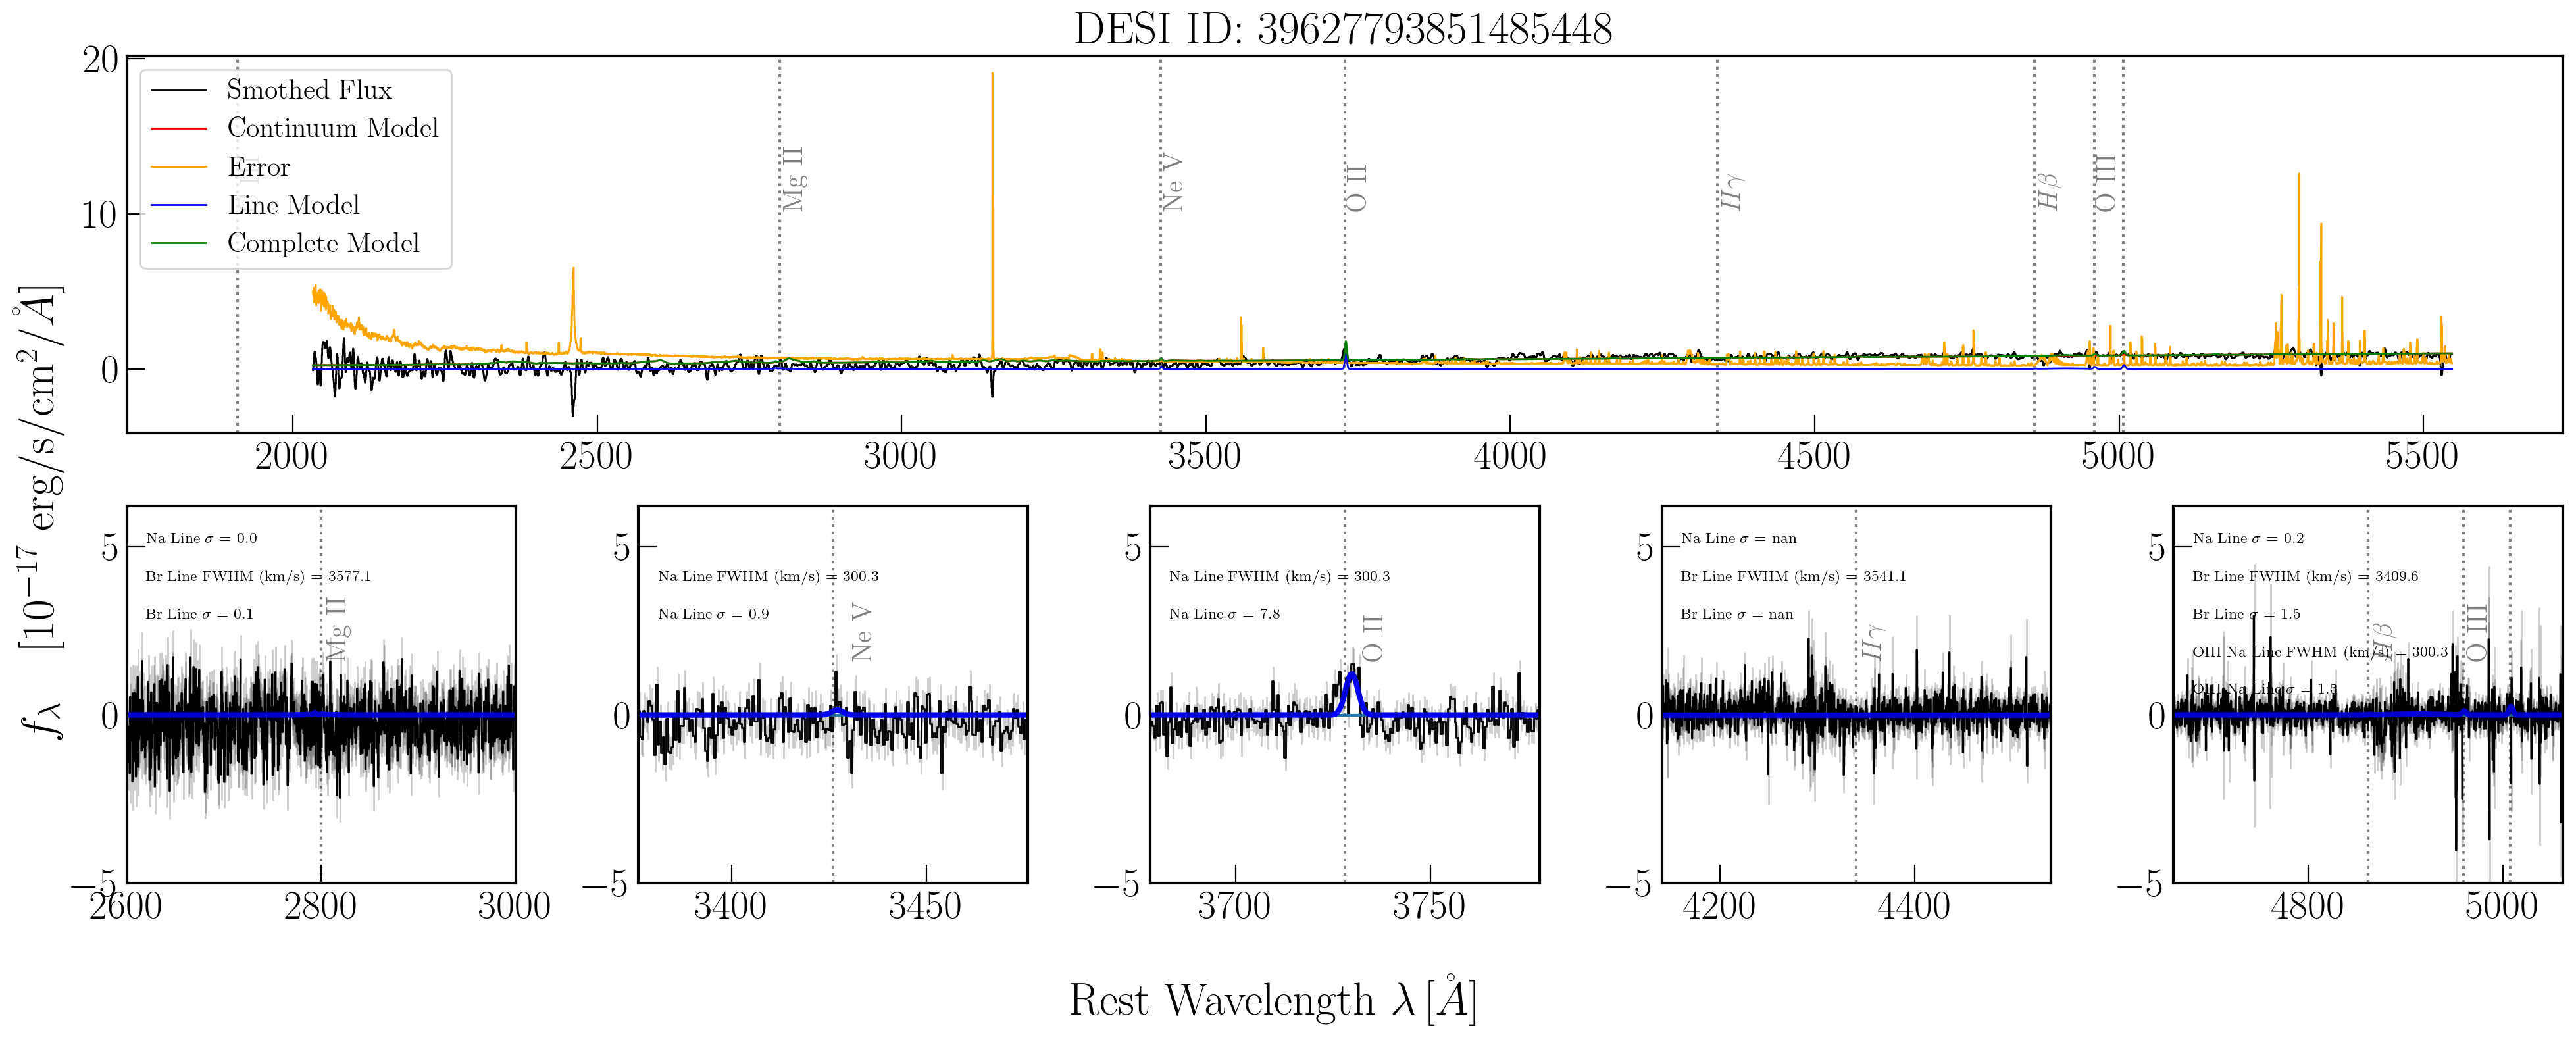 DESI ID: 39627793851485448
20
10
0
Smothed Flux
Continuum Model
Error
Line Model
Complete Model
Mg II
Ne V
O II
Hγ
Hβ
O III
2000 2500 3000 3500 4000 4500 5000 5500
f_λ [10^{-17} erg/s/cm^2/Å]
5
0
−5
Na Line σ = 0.0
Br Line FWHM (km/s) = 3577.1
Br Line σ = 0.1
Mg II
2600 2800 3000
5
0
−5
Na Line FWHM (km/s) = 300.3
Na Line σ = 0.9
Ne V
3400 3450
5
0
−5
Na Line FWHM (km/s) = 300.3
Na Line σ = 7.8
O II
3700 3750
5
0
−5
Na Line σ = nan
Br Line FWHM (km/s) = 3541.1
Br Line σ = nan
Hγ
4200 4400
5
0
−5
Na Line σ = 0.2
Br Line FWHM (km/s) = 3409.6
Br Line σ = 1.5
OIII Na Line FWHM (km/s) = 300.3
OIII Na Line σ = 1.5
Hβ
O III
4800 5000
Rest Wavelength λ [Å]